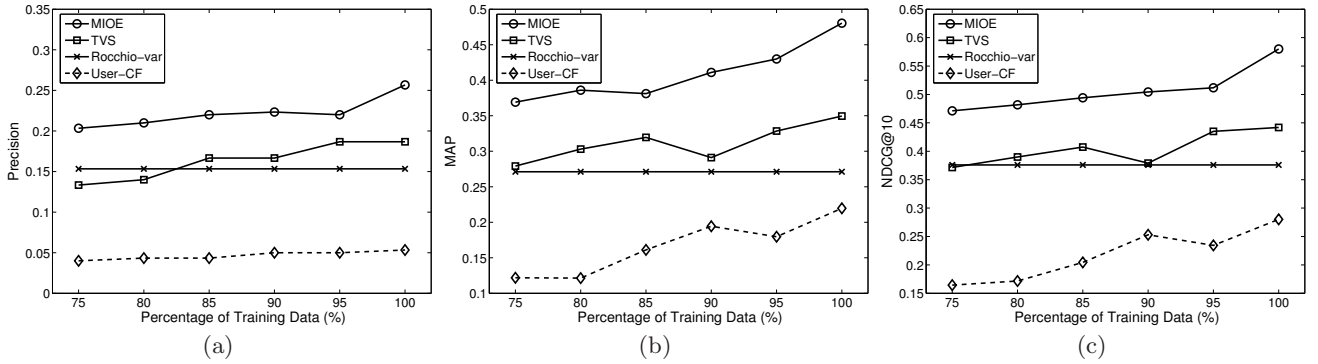 0.35
0.3
0.25
0.2
0.15
0.1
0.05
0
Precision
MIOE
TVS
Rocchio-var
User-CF
75 80 85 90 95 100
Percentage of Training Data (%)
(a)
0.5
0.45
0.4
0.35
0.3
0.25
0.2
0.15
0.1
MAP
MIOE
TVS
Rocchio-var
User-CF
75 80 85 90 95 100
Percentage of Training Data (%)
(b)
0.65
0.6
0.55
0.5
0.45
0.4
0.35
0.3
0.25
0.2
0.15
NDCG@10
MIOE
TVS
Rocchio-var
User-CF
75 80 85 90 95 100
Percentage of Training Data (%)
(c)